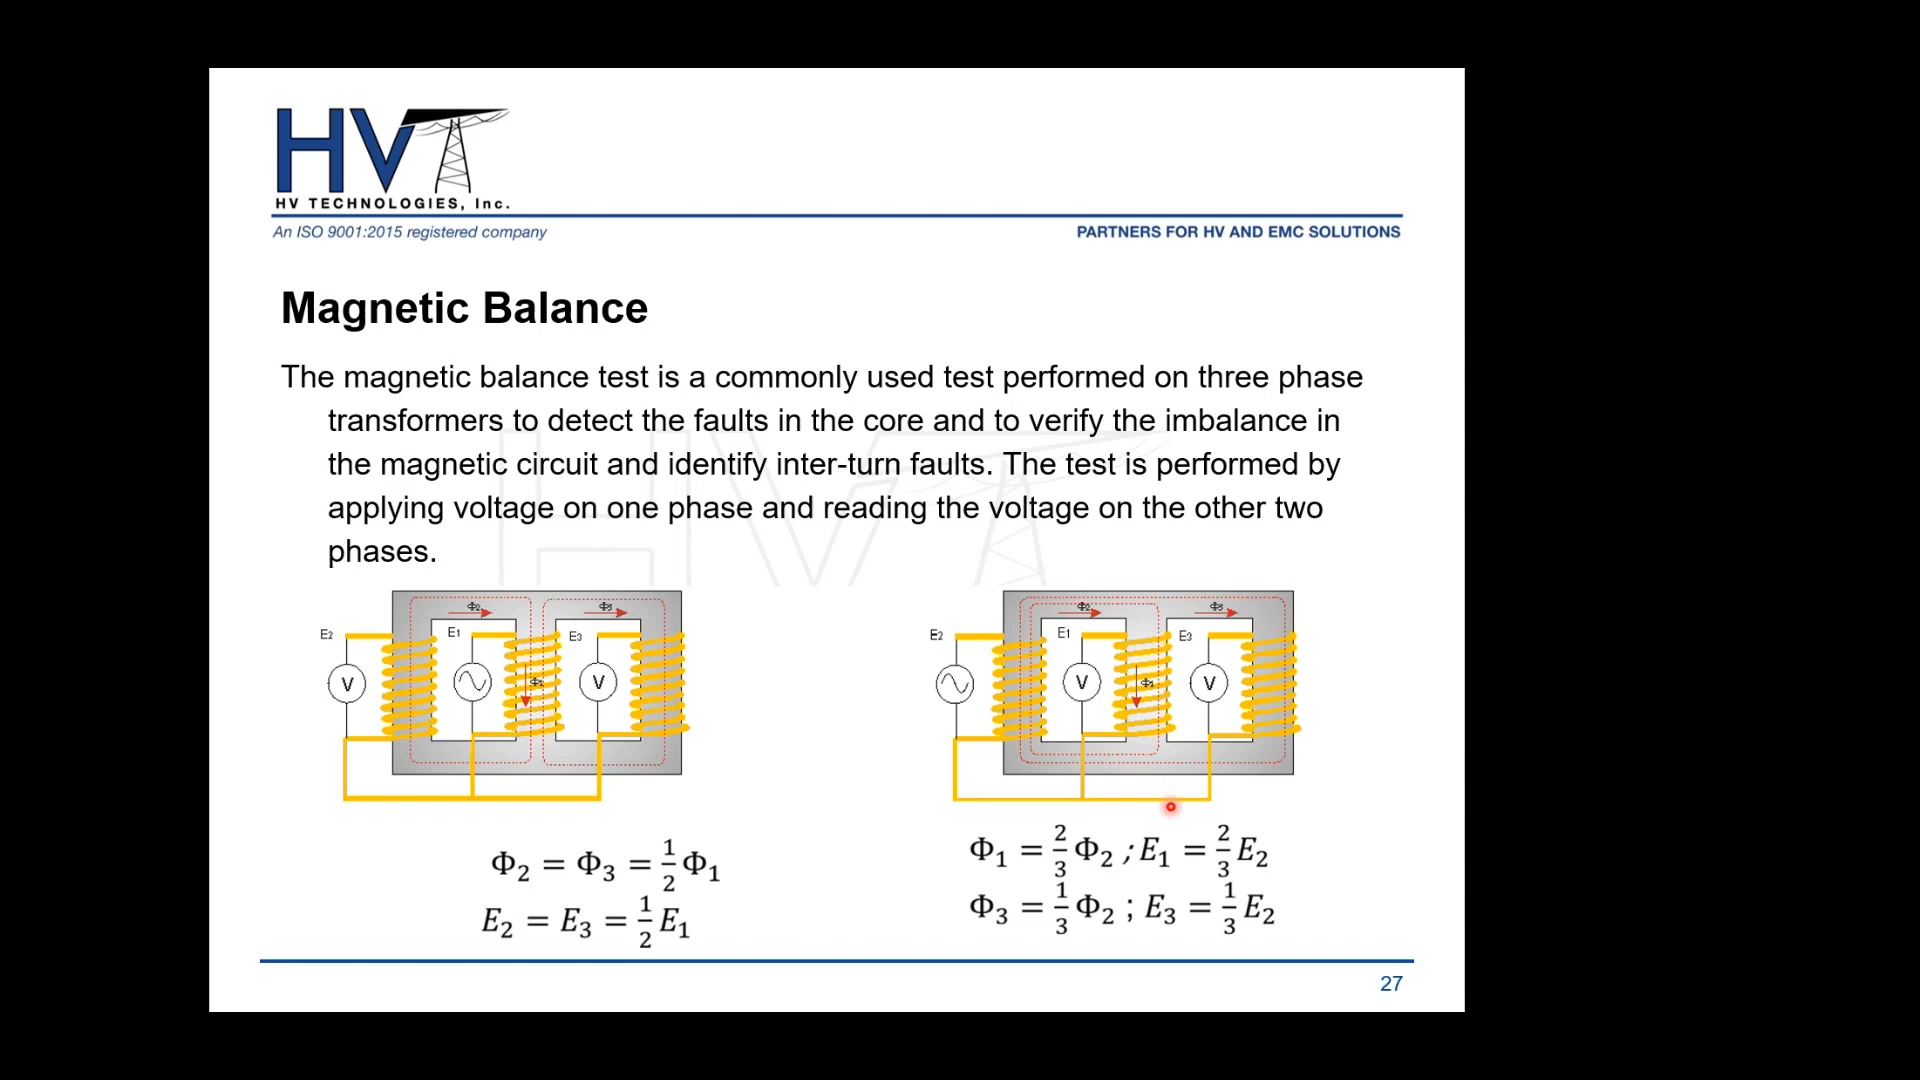 HVT
HV TECHNOLOGIES, Inc.
An ISO 9001:2015 registered company
PARTNERS FOR HV AND EMC SOLUTIONS
Magnetic Balance
The magnetic balance test is a commonly used test performed on three phase
transformers to detect the faults in the core and to verify the imbalance in
the magnetic circuit and identify inter-turn faults. The test is performed by
applying voltage on one phase and reading the voltage on the other two
phases.
Φ2 Φ3
E2 E1 E3
V Φ1 V
Φ2 Φ3
E2 E1 E3
V Φ1 V
Φ₂ = Φ₃ = 1/2 Φ₁
E₂ = E₃ = 1/2 E₁
Φ₁ = 2/3 Φ₂ ; E₁ = 2/3 E₂
Φ₃ = 1/3 Φ₂ ; E₃ = 1/3 E₂
27